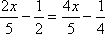 2x/5 − 1/2 = 4x/5 − 1/4